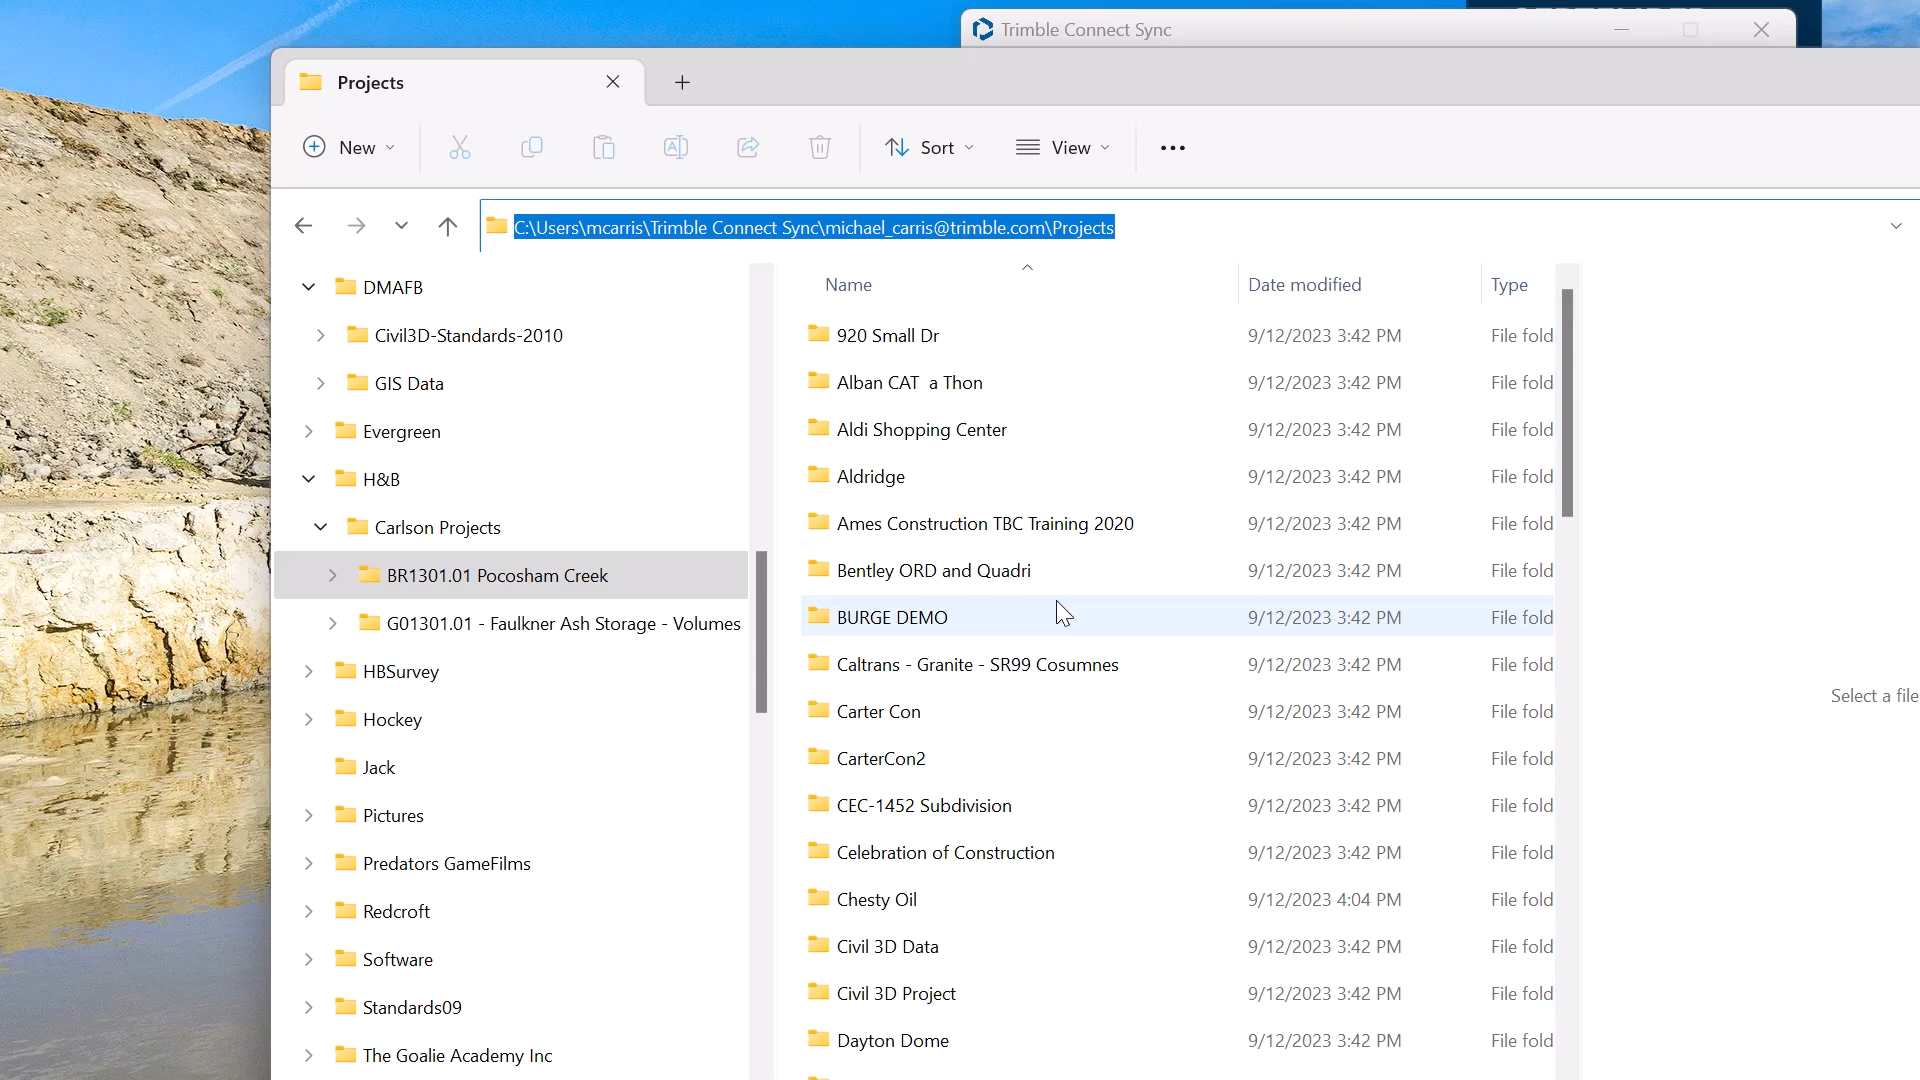 Trimble Connect Sync
Projects
New
Sort
View
C:\Users\mcarris\Trimble Connect Sync\michael_carris@trimble.com\Projects
DMAFB
Civil3D-Standards-2010
GIS Data
Evergreen
H&B
Carlson Projects
BR1301.01 Pocosham Creek
G01301.01 - Faulkner Ash Storage - Volumes
HBSurvey
Hockey
Jack
Pictures
Predators GameFilms
Redcroft
Software
Standards09
The Goalie Academy Inc
Name Date modified Type
920 Small Dr 9/12/2023 3:42 PM File fold
Alban CAT  a Thon 9/12/2023 3:42 PM File fold
Aldi Shopping Center 9/12/2023 3:42 PM File fold
Aldridge 9/12/2023 3:42 PM File fold
Ames Construction TBC Training 2020 9/12/2023 3:42 PM File fold
Bentley ORD and Quadri 9/12/2023 3:42 PM File fold
BURGE DEMO 9/12/2023 3:42 PM File fold
Caltrans - Granite - SR99 Cosumnes 9/12/2023 3:42 PM File fold
Carter Con 9/12/2023 3:42 PM File fold
CarterCon2 9/12/2023 3:42 PM File fold
CEC-1452 Subdivision 9/12/2023 3:42 PM File fold
Celebration of Construction 9/12/2023 3:42 PM File fold
Chesty Oil 9/12/2023 4:04 PM File fold
Civil 3D Data 9/12/2023 3:42 PM File fold
Civil 3D Project 9/12/2023 3:42 PM File fold
Dayton Dome 9/12/2023 3:42 PM File fold
Select a file